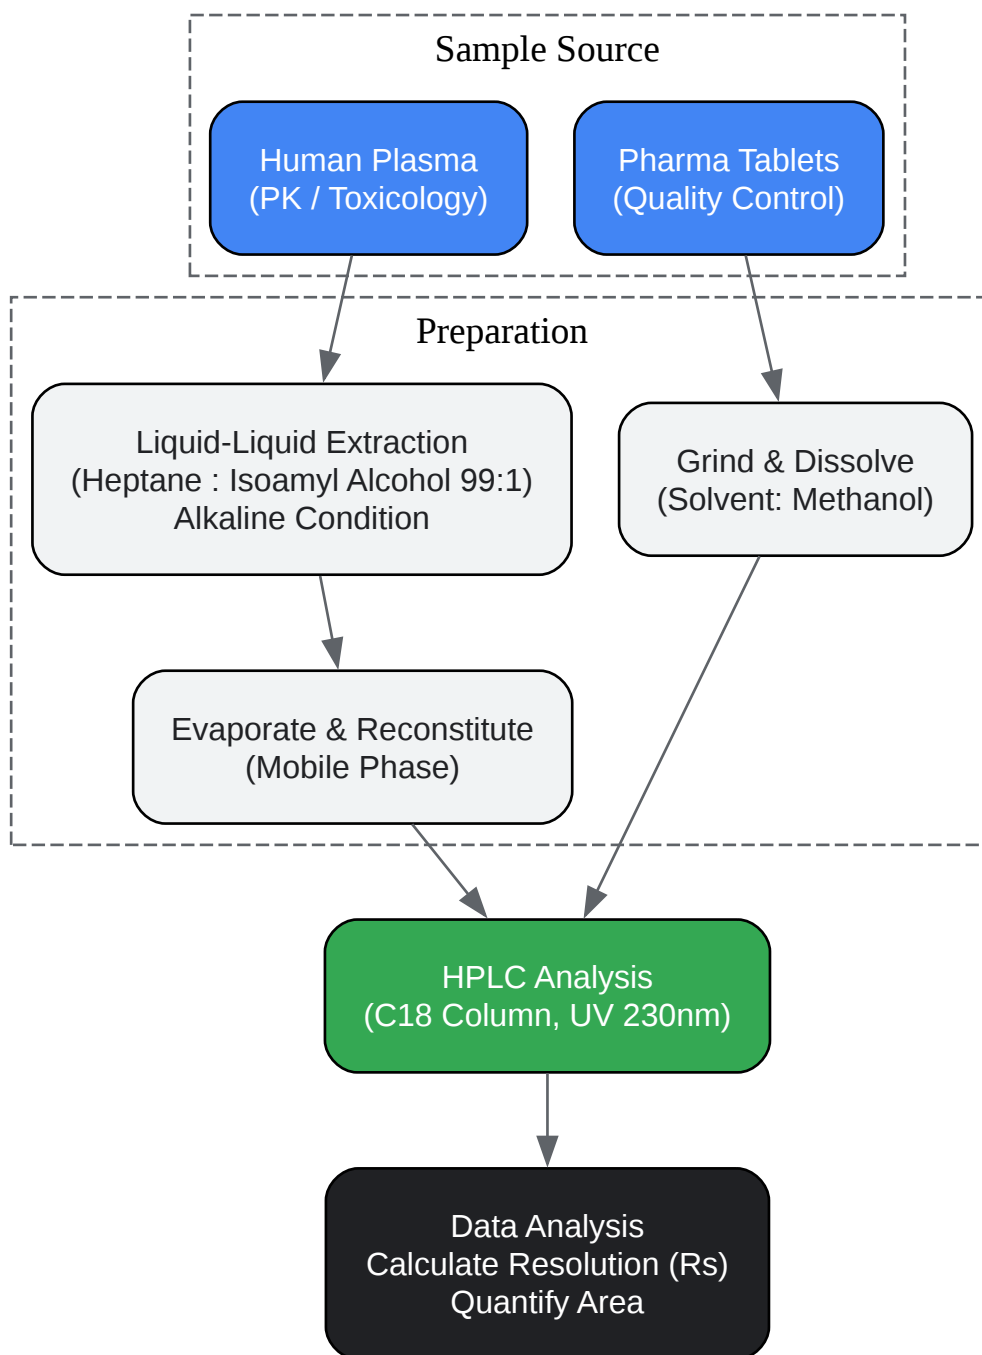 Sample Source
Human Plasma
(PK / Toxicology)
Pharma Tablets
(Quality Control)
Preparation
Liquid-Liquid Extraction
(Heptane : Isoamyl Alcohol 99:1)
Alkaline Condition
Grind & Dissolve
(Solvent: Methanol)
Evaporate & Reconstitute
(Mobile Phase)
HPLC Analysis
(C18 Column, UV 230nm)
Data Analysis
Calculate Resolution (Rs)
Quantify Area